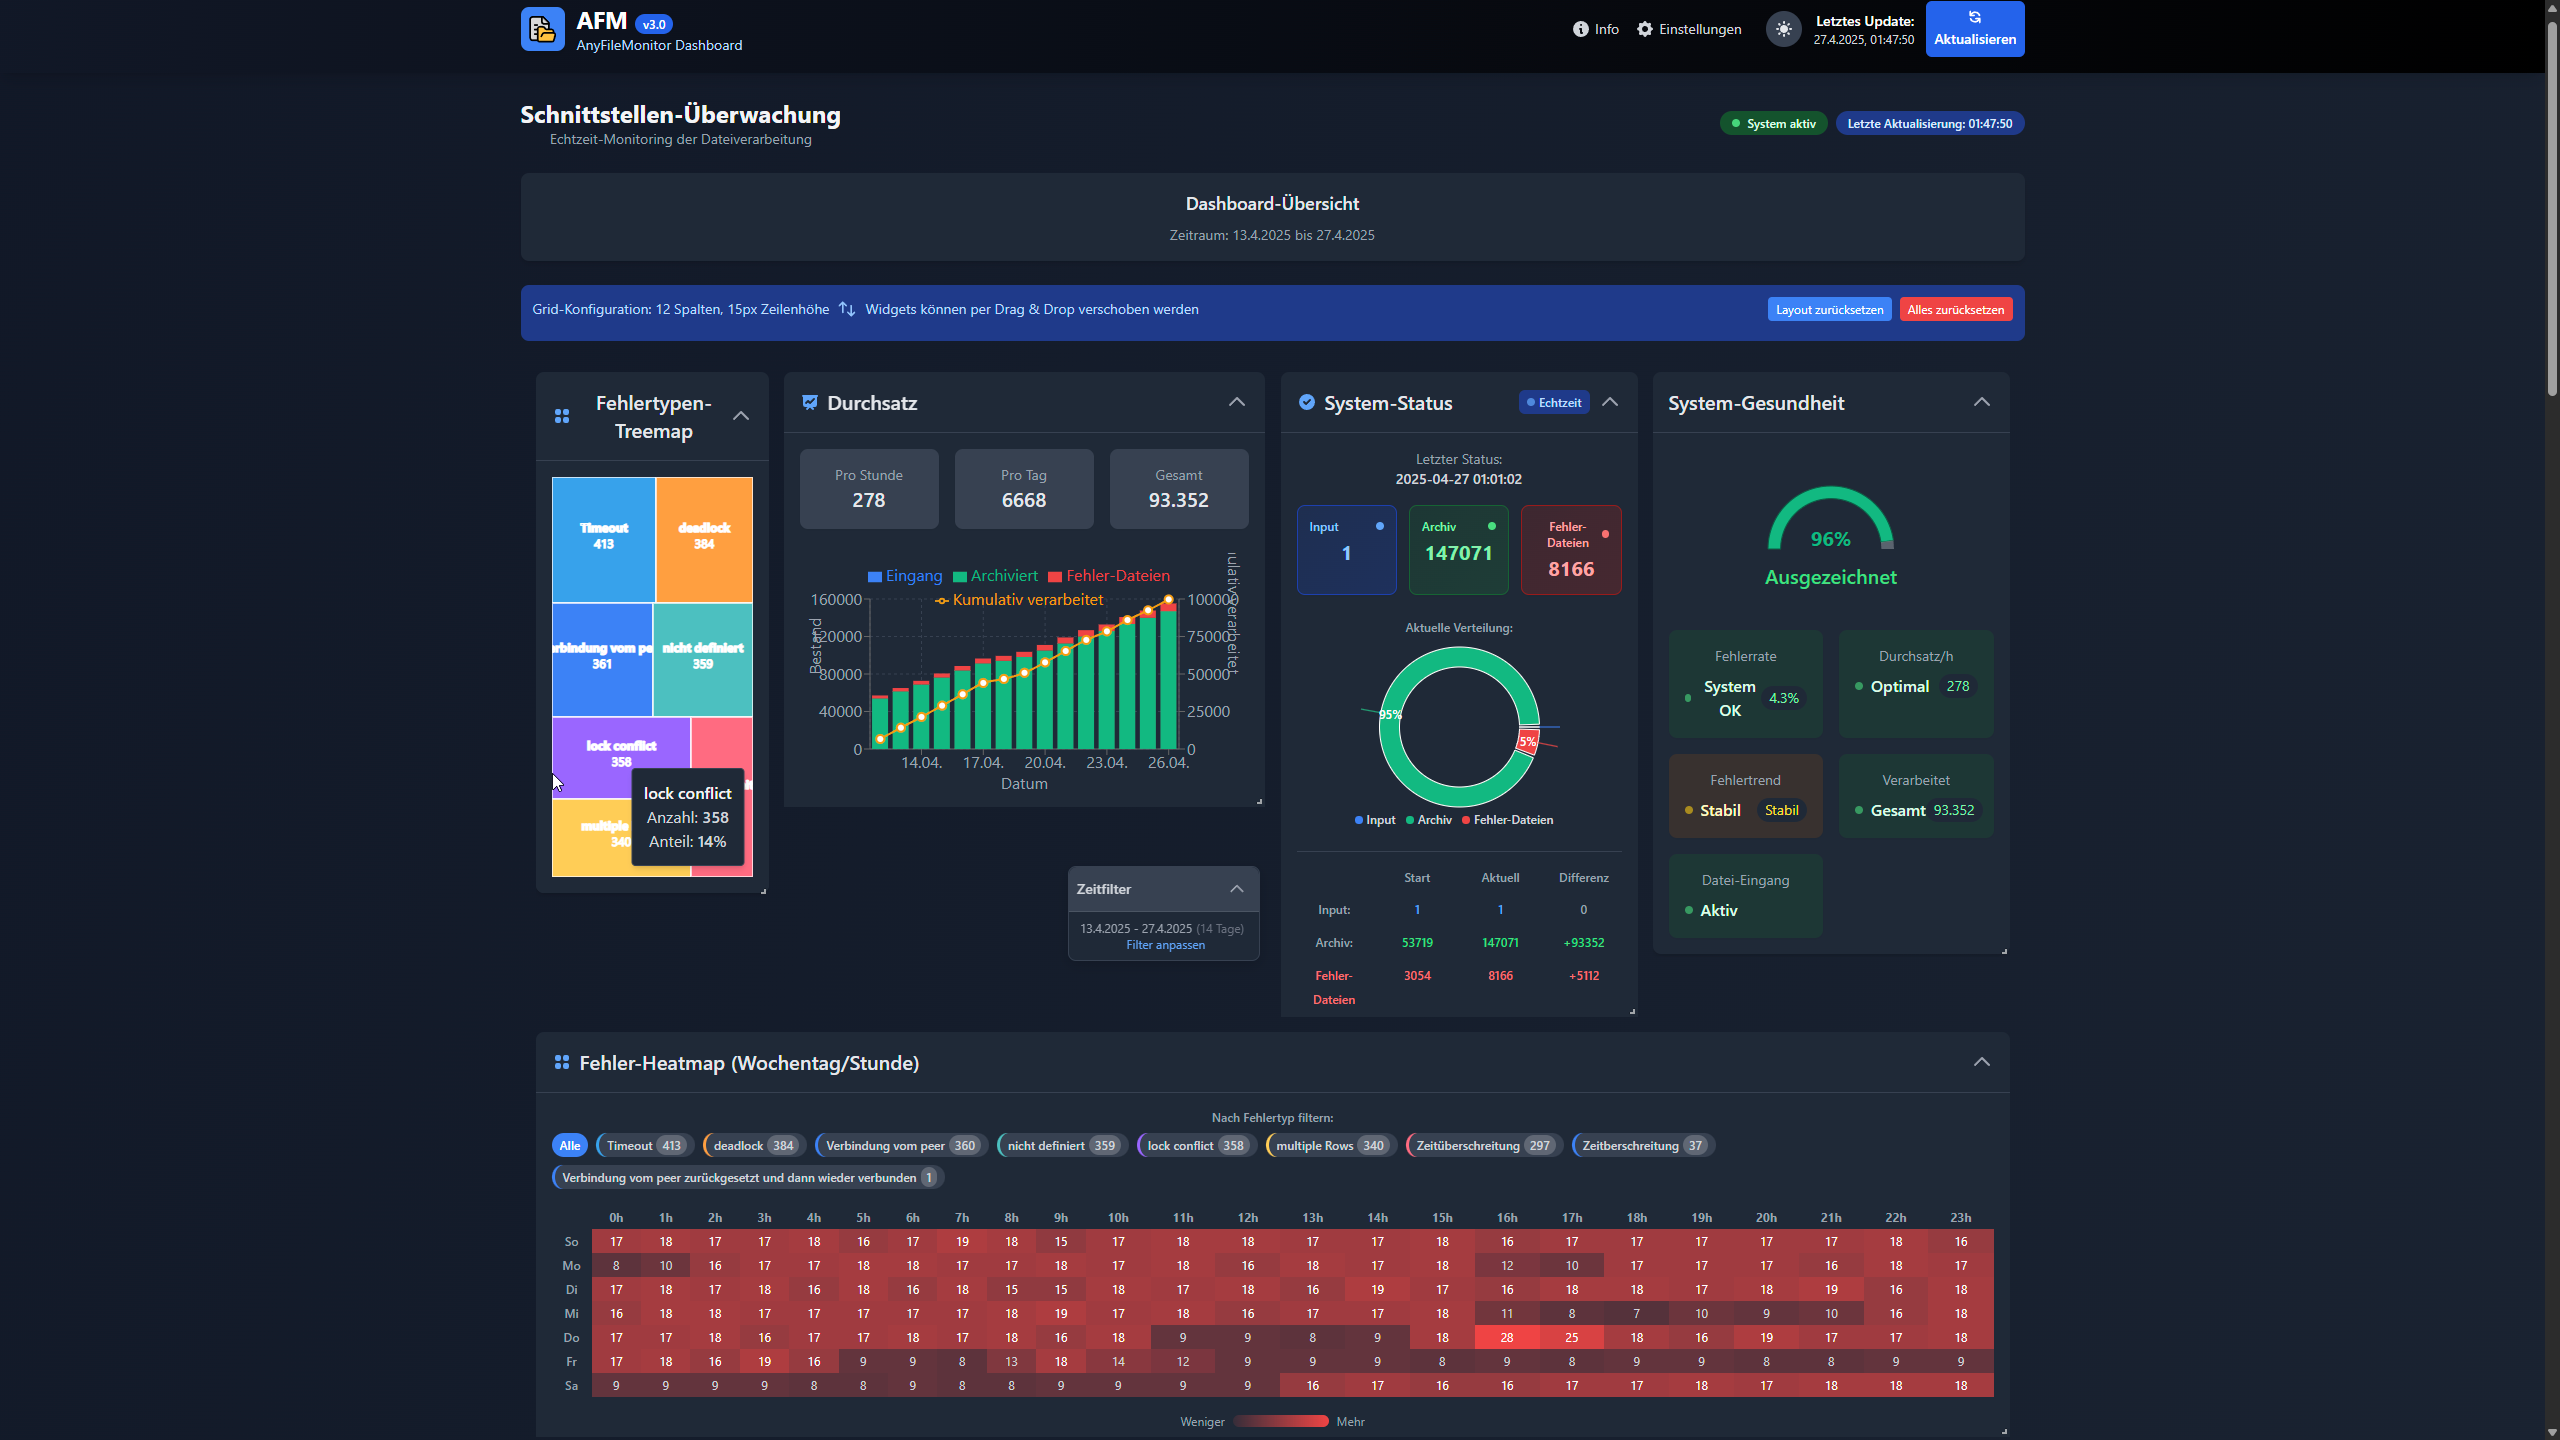 AFM v3.0
AnyFileMonitor Dashboard
Info
Einstellungen
Letztes Update:
27.4.2025, 01:47:50
Aktualisieren
Schnittstellen-Überwachung
Echtzeit-Monitoring der Dateiverarbeitung
System aktiv
Letzte Aktualisierung: 01:47:50
Dashboard-Übersicht
Zeitraum: 13.4.2025 bis 27.4.2025
Grid-Konfiguration: 12 Spalten, 15px Zeilenhöhe Widgets können per Drag & Drop verschoben werden
Layout zurücksetzen
Alles zurücksetzen
Fehlertypen-
Treemap
Timeout
413
deadlock
384
rbindung vom pe
361
nicht definiert
359
lock conflict
358
multiple
340
lock conflict
Anzahl: 358
Anteil: 14%
Durchsatz
Pro Stunde
278
Pro Tag
6668
Gesamt
93.352
Eingang Archiviert Fehler-Dateien
Kumulativ verarbeitet
160000
120000
80000
40000
0
Bestand
100000
75000
50000
25000
0
ulativ verarbeitet
14.04. 17.04. 20.04. 23.04. 26.04.
Datum
Zeitfilter
13.4.2025 - 27.4.2025 (14 Tage)
Filter anpassen
System-Status
Echtzeit
Letzter Status:
2025-04-27 01:01:02
Input
1
Archiv
147071
Fehler-
Dateien
8166
Aktuelle Verteilung:
95%
5%
Input Archiv Fehler-Dateien
Start Aktuell Differenz
Input: 1 1 0
Archiv: 53719 147071 +93352
Fehler- 3054 8166 +5112
Dateien
System-Gesundheit
96%
Ausgezeichnet
Fehlerrate
System
OK
4.3%
Durchsatz/h
Optimal 278
Fehlertrend
Stabil Stabil
Verarbeitet
Gesamt 93.352
Datei-Eingang
Aktiv
Fehler-Heatmap (Wochentag/Stunde)
Nach Fehlertyp filtern:
Alle Timeout 413 deadlock 384 Verbindung vom peer 360 nicht definiert 359 lock conflict 358 multiple Rows 340 Zeitüberschreitung 297 Zeitberschreitung 37
Verbindung vom peer zurückgesetzt und dann wieder verbunden 1
0h 1h 2h 3h 4h 5h 6h 7h 8h 9h 10h 11h 12h 13h 14h 15h 16h 17h 18h 19h 20h 21h 22h 23h
So 17 18 17 17 18 16 17 19 18 15 17 18 18 17 17 18 16 17 17 17 17 17 18 16
Mo 8 10 16 17 17 18 18 17 17 18 17 18 16 18 17 18 12 10 17 17 17 16 18 17
Di 17 18 17 18 16 18 16 18 15 15 18 17 18 16 19 17 16 18 18 17 18 19 16 18
Mi 16 18 18 17 17 17 17 17 18 19 17 18 16 17 17 18 11 8 7 10 9 10 16 18
Do 17 17 18 16 17 17 18 17 18 16 18 9 9 8 9 18 28 25 18 16 19 17 17 18
Fr 17 18 16 19 16 9 9 8 13 18 14 12 9 9 9 8 9 8 9 9 8 8 9 9
Sa 9 9 9 9 8 8 9 8 8 9 9 9 9 16 17 16 16 17 17 18 17 18 18 18
Weniger Mehr